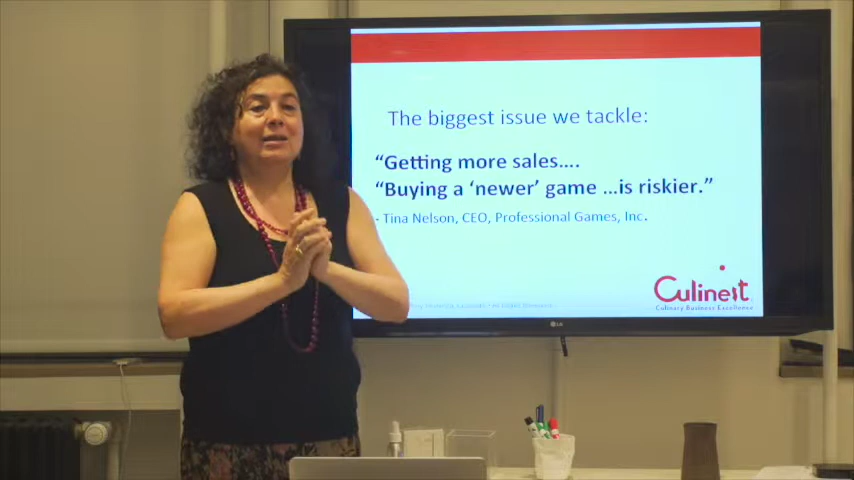 The biggest issue we tackle:
“Getting more sales....
“Buying a ‘newer’ game ...is riskier.”
- Tina Nelson, CEO, Professional Games, Inc.
Culinest
Culinary Business Excellence
LG